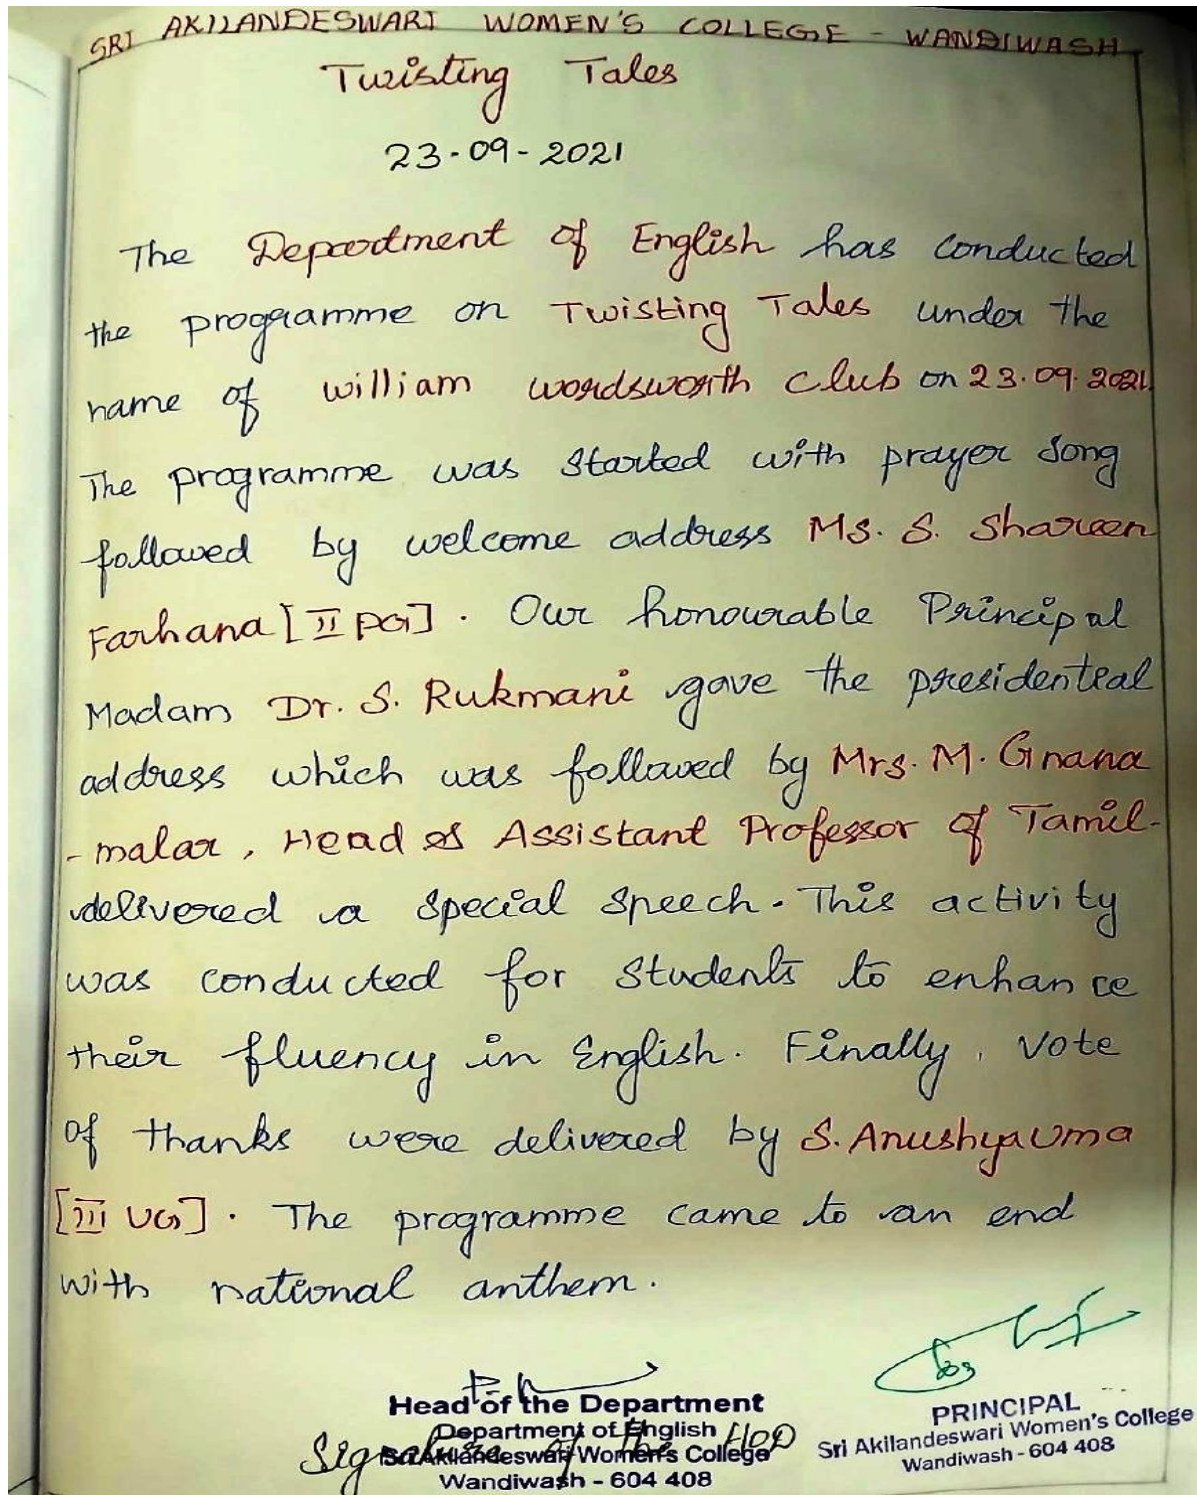 SRI AKILANDESWARI WOMEN'S COLLEGE - WANDIWASH
Twisting Tales
23-09-2021
The Department of English has conducted
the programme on Twisting Tales under the
name of William Wordsworth Club on 23.09.2021.
The programme was started with prayer song
followed by welcome address Ms. S. Shareen
Farhana [II PG]. Our honourable Principal
Madam Dr. S. Rukmani gave the presidential
address which was followed by Mrs. M. Gnana
-malar, Head & Assistant Professor of Tamil-
delivered a special speech. This activity
was conducted for students to enhance
their fluency in English. Finally, Vote
of thanks were delivered by S. Anushyauma
[III UG]. The programme came to an end
with national anthem.
Head of the Department
Department of English
Sri Akilandeswari Women's College
Wandiwash - 604 408
Signature of the HOD
PRINCIPAL
Sri Akilandeswari Women's College
Wandiwash - 604 408